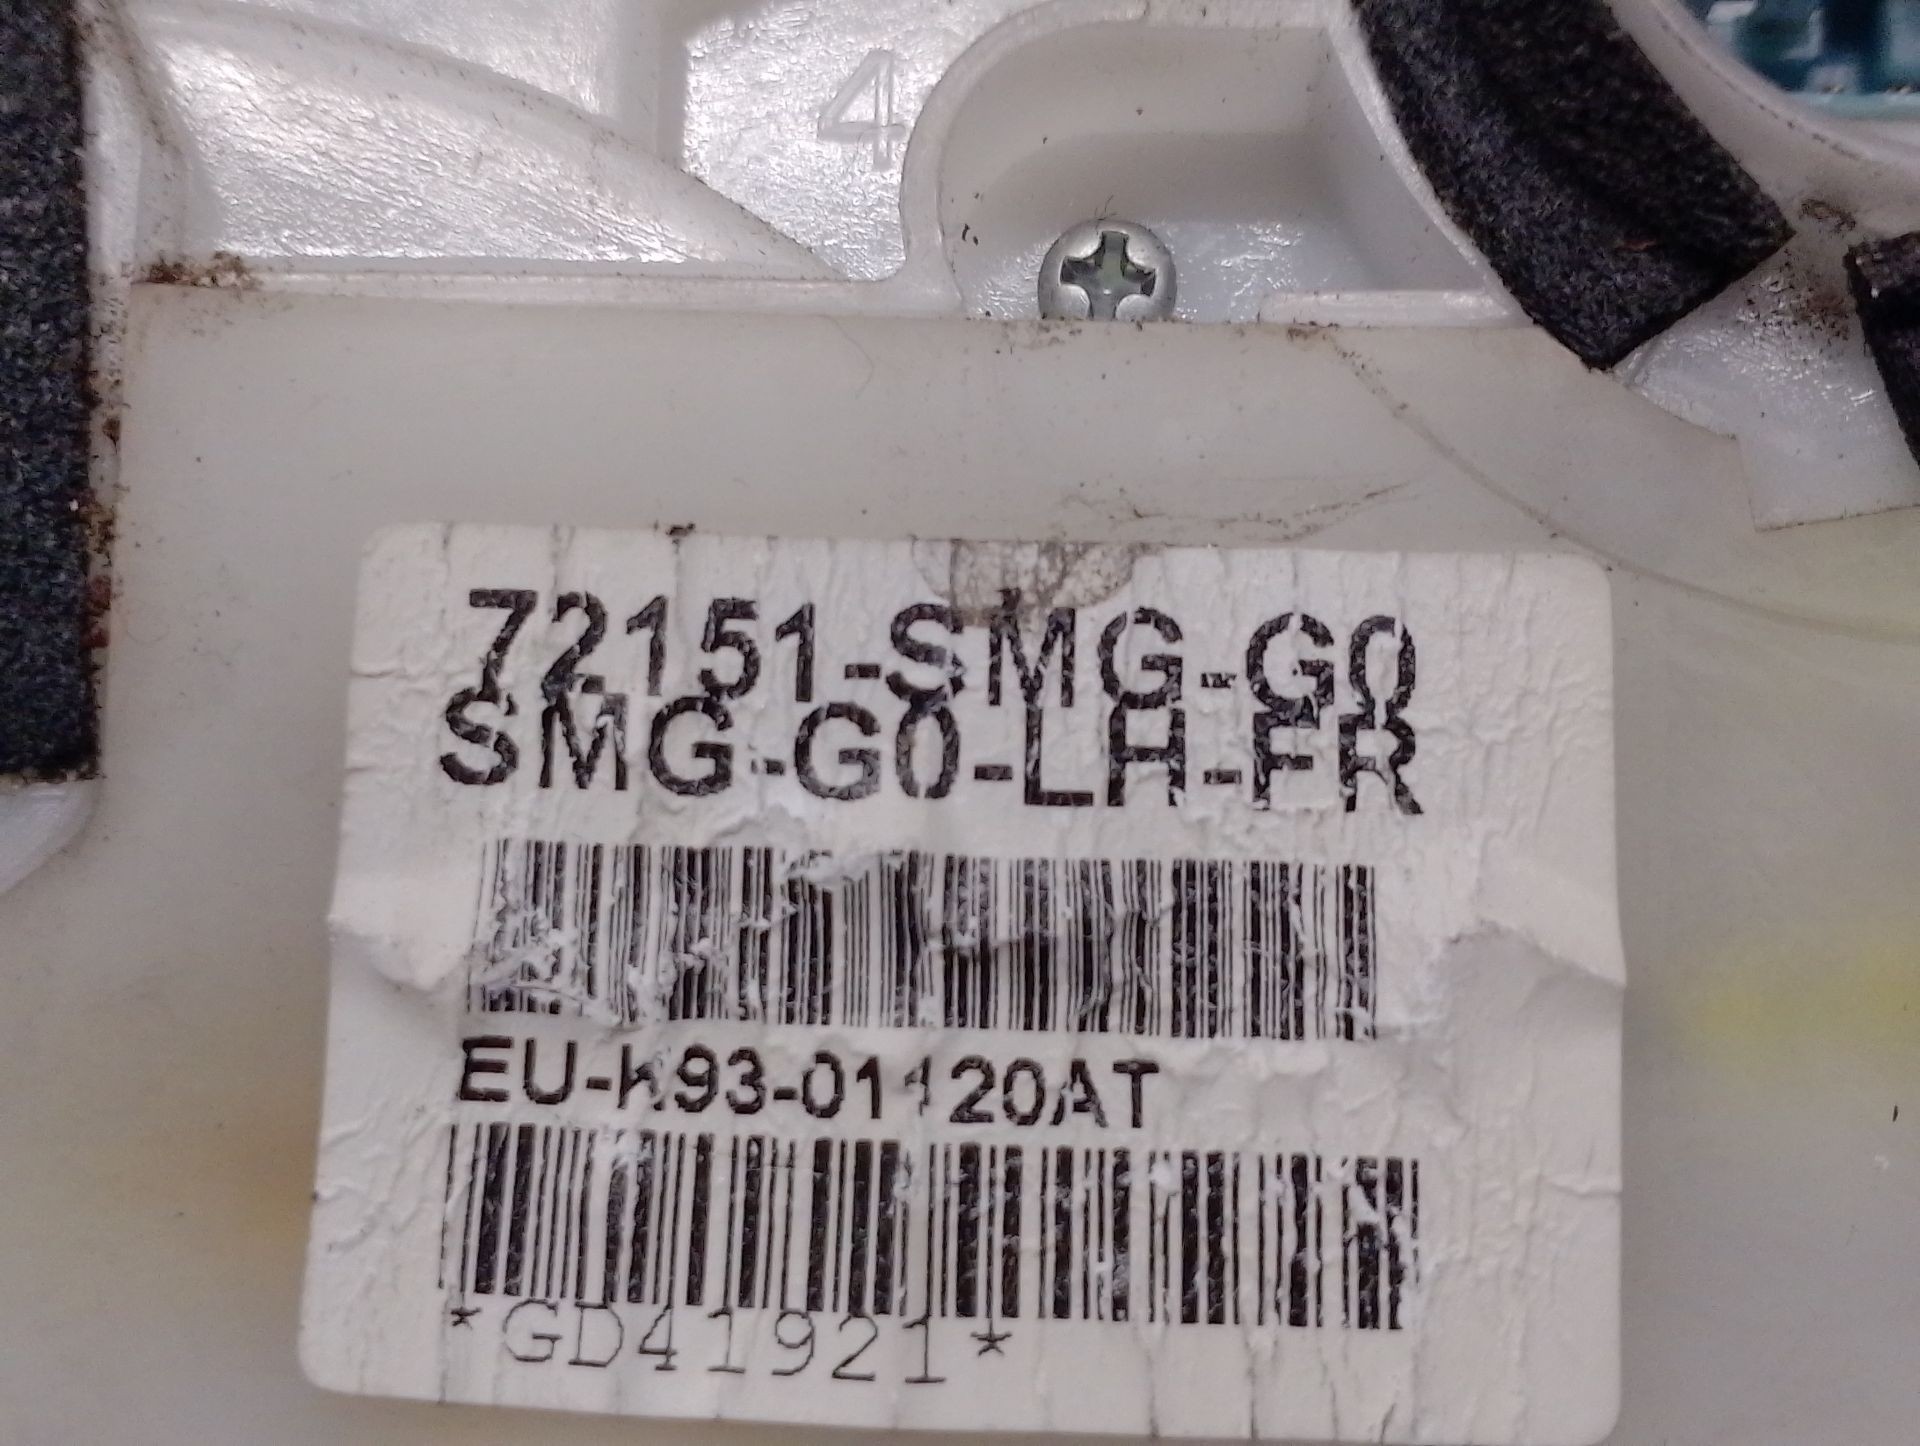 4
72151-SMG-G0
SMG-G0-LH-FR
EU-K93-01120AT
*GD41921*